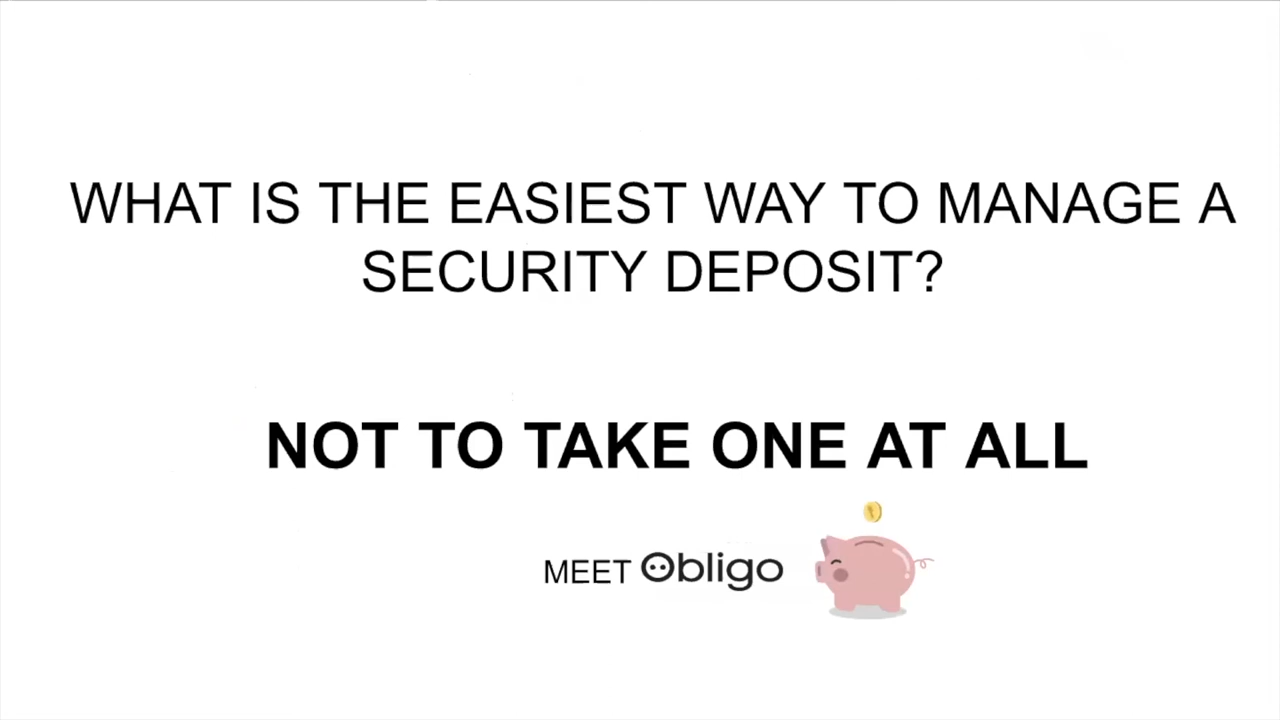 WHAT IS THE EASIEST WAY TO MANAGE A
SECURITY DEPOSIT?
NOT TO TAKE ONE AT ALL
MEET Obligo